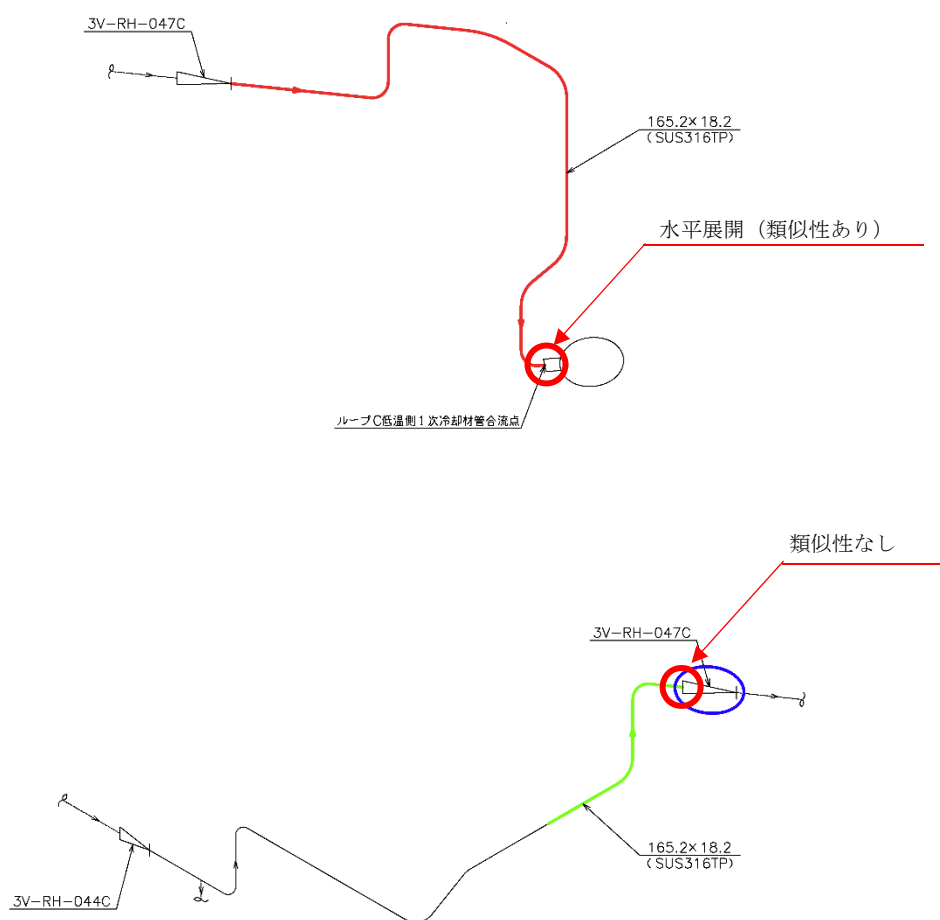 3V-RH-047C
165.2×18.2
(SUS316TP)
水平展開（類似性あり）
ループC低温側1次冷却材管合流点
類似性なし
3V-RH-047C
165.2×18.2
(SUS316TP)
3V-RH-044C